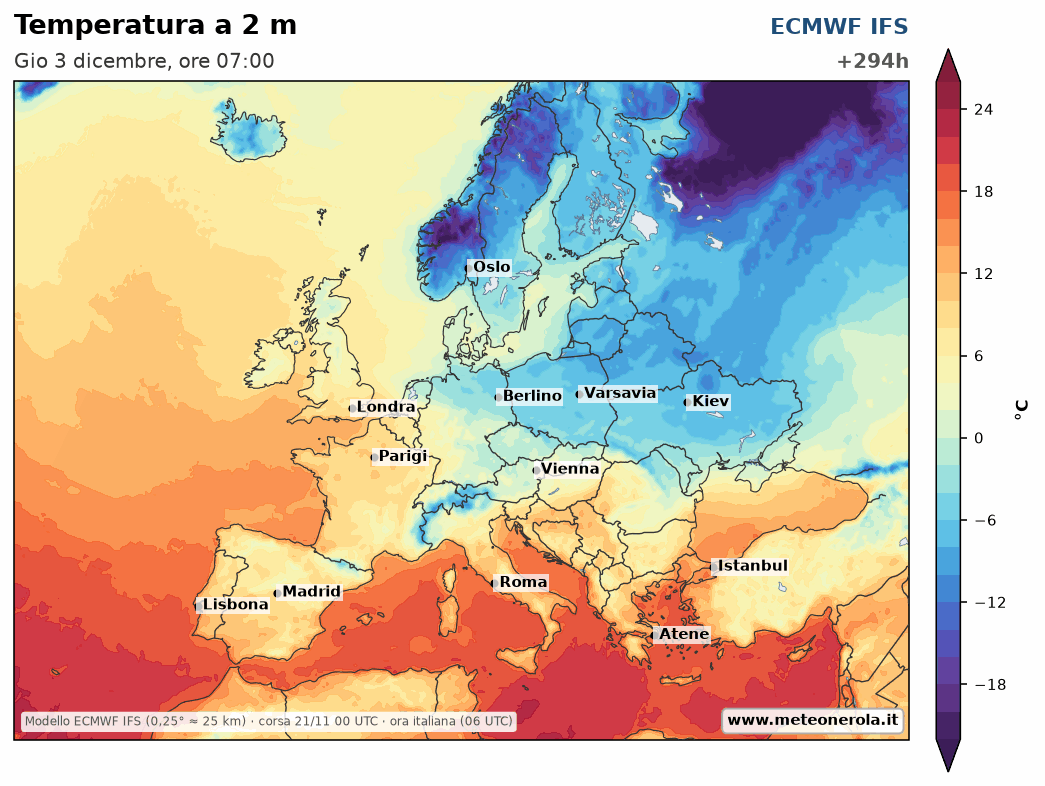 Temperatura a 2 m
ECMWF IFS
Gio 3 dicembre, ore 07:00
+294h
24
18
12
6
0
−6
−12
−18
°C
Oslo
Berlino
Varsavia
Kiev
Londra
Parigi
Vienna
Istanbul
Roma
Madrid
Lisbona
Atene
Modello ECMWF IFS (0,25° ≈ 25 km) · corsa 21/11 00 UTC · ora italiana (06 UTC)
www.meteonerola.it